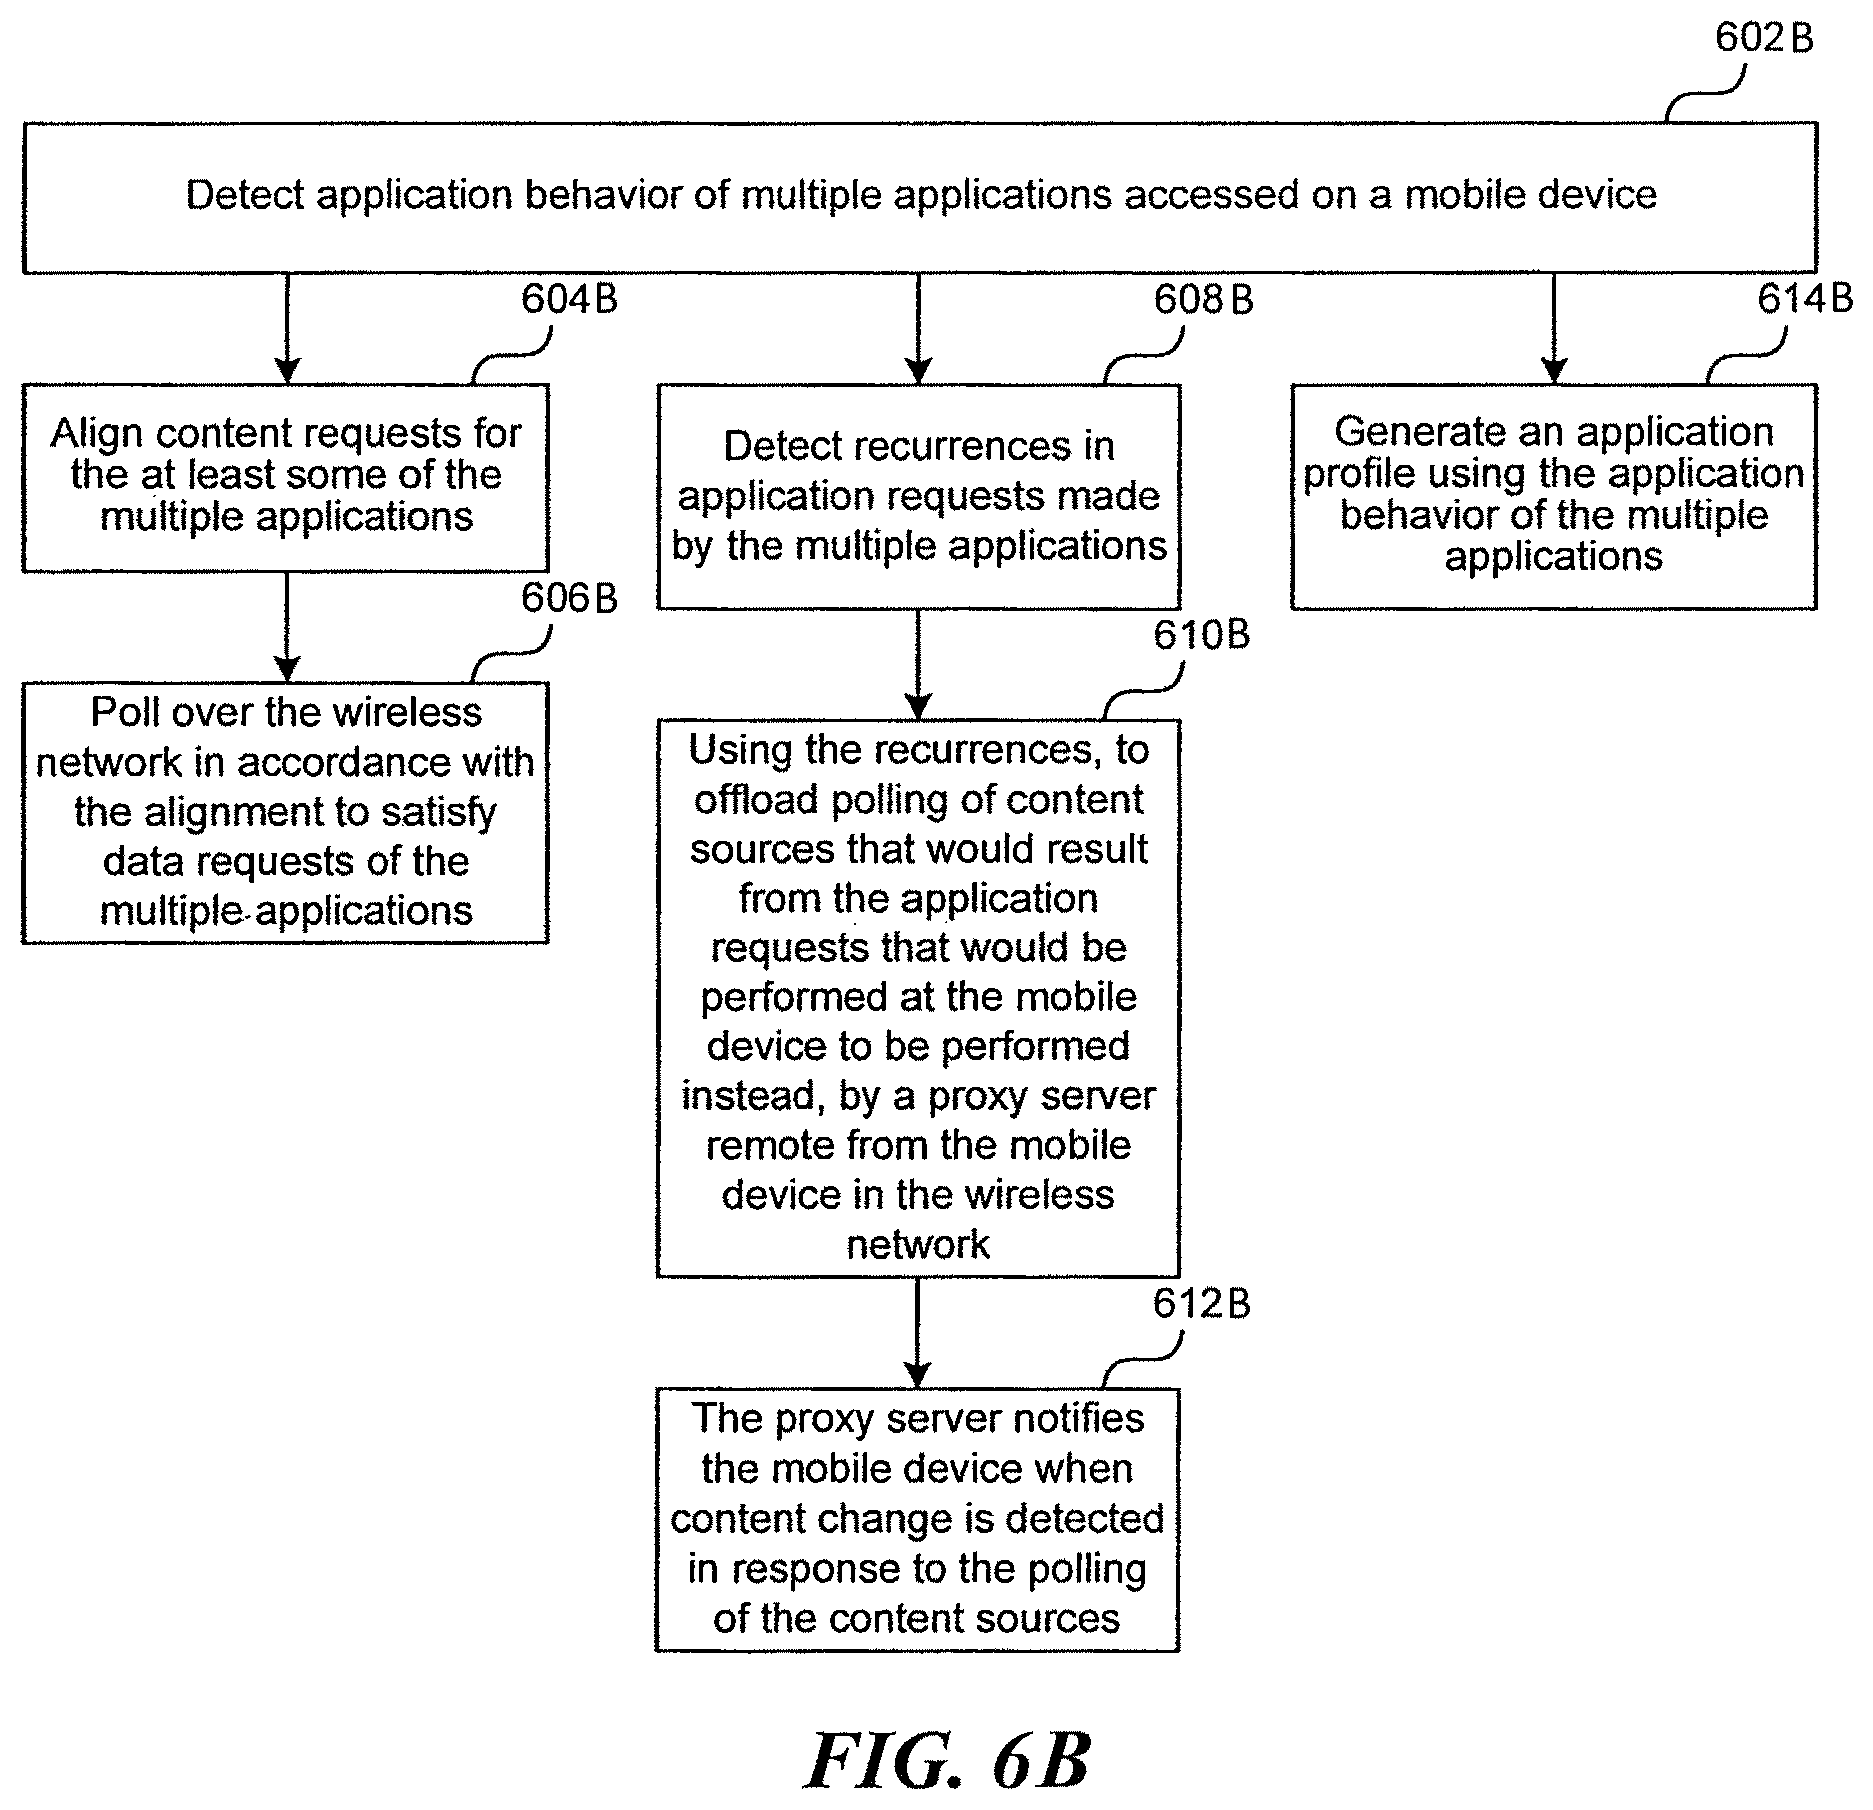 602B
Detect application behavior of multiple applications accessed on a mobile device
604B
Align content requests for
the at least some of the
multiple applications
606B
Poll over the wireless
network in accordance with
the alignment to satisfy
data requests of the
multiple applications
608B
Detect recurrences in
application requests made
by the multiple applications
610B
Using the recurrences, to
offload polling of content
sources that would result
from the application
requests that would be
performed at the mobile
device to be performed
instead, by a proxy server
remote from the mobile
device in the wireless
network
612B
The proxy server notifies
the mobile device when
content change is detected
in response to the polling
of the content sources
614B
Generate an application
profile using the application
behavior of the multiple
applications
FIG. 6B